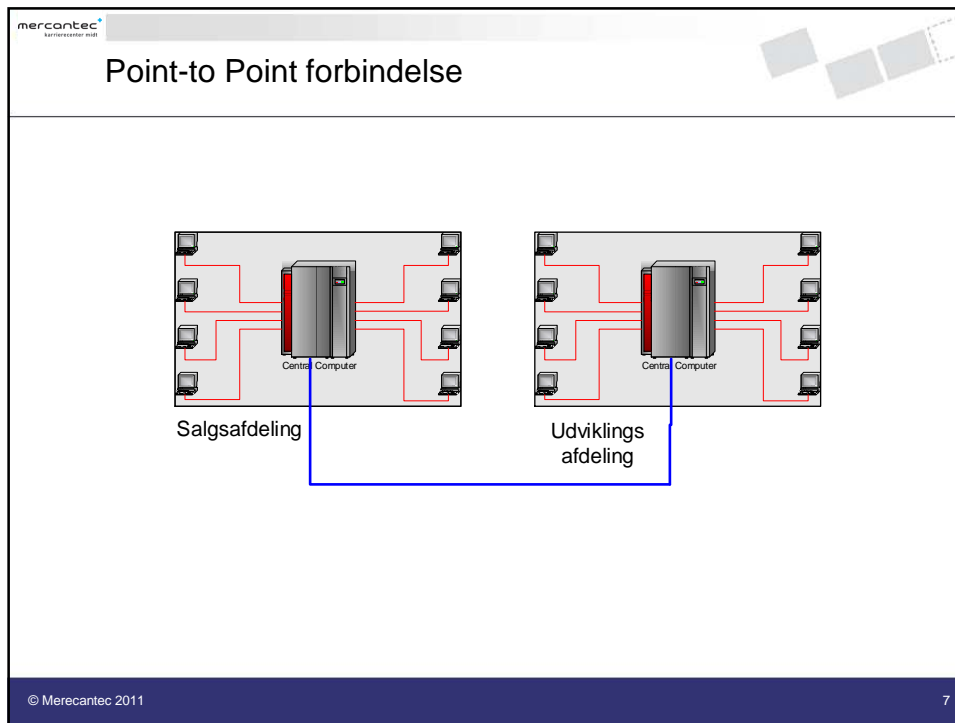 mercantec
karrierecenter midt
Point-to Point forbindelse
Central Computer
Central Computer
Salgsafdeling
Udviklings
afdeling
© Merecantec 2011
7